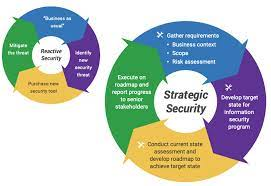 "Business as
usual"
Mitigate
the threat
Reactive
Security
Identify
new
security
threat
Purchase new
security tool
Gather requirements
• Business context
• Scope
• Risk assessment
Execute on
roadmap and
report progress
to senior
stakeholders
Strategic
Security
Develop target
state for
information
security
program
Conduct current state
assessment and
develop roadmap to
achieve target state